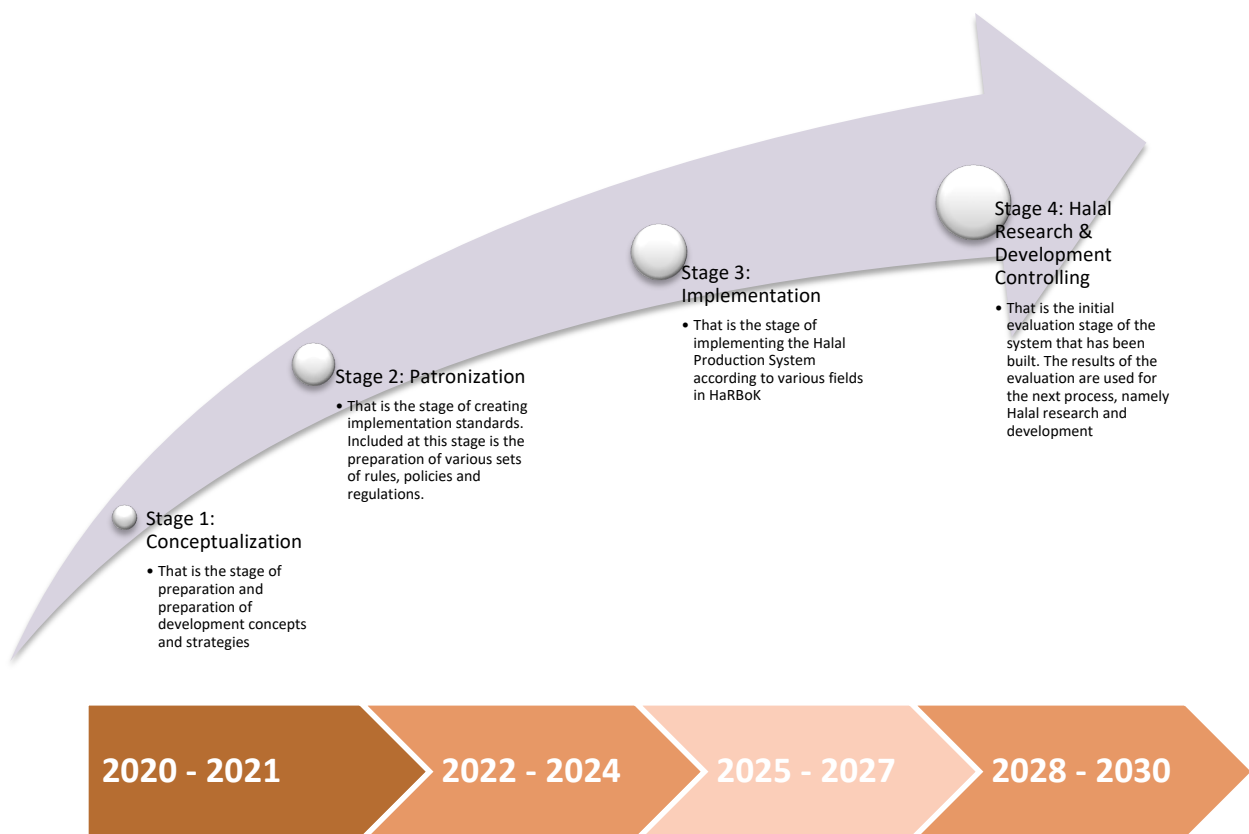 Stage 1:
Conceptualization
• That is the stage of
preparation and
preparation of
development concepts
and strategies
Stage 2: Patronization
• That is the stage of creating
implementation standards.
Included at this stage is the
preparation of various sets
of rules, policies and
regulations.
Stage 3:
Implementation
• That is the stage of
implementing the Halal
Production System
according to various fields
in HaRBoK
Stage 4: Halal
Research &
Development
Controlling
• That is the initial
evaluation stage of the
system that has been
built. The results of the
evaluation are used for
the next process, namely
Halal research and
development
2020 - 2021
2022 - 2024
2025 - 2027
2028 - 2030